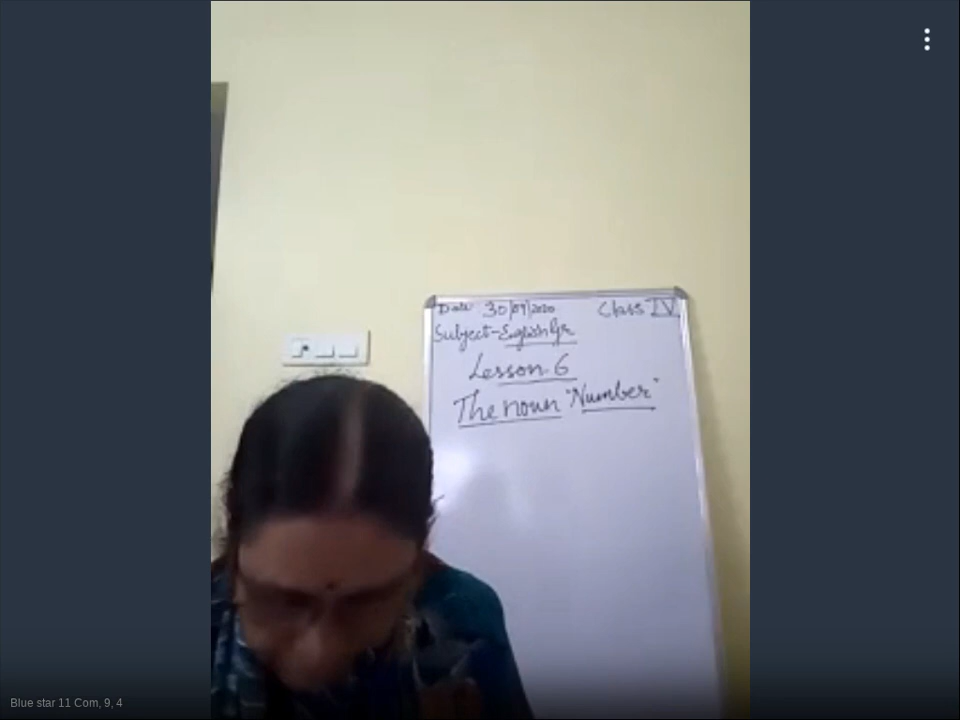 Date 30/09/2020 Class IV
Subject-English Gr
Lesson 6
The noun "Number"
Blue star 11 Com, 9, 4